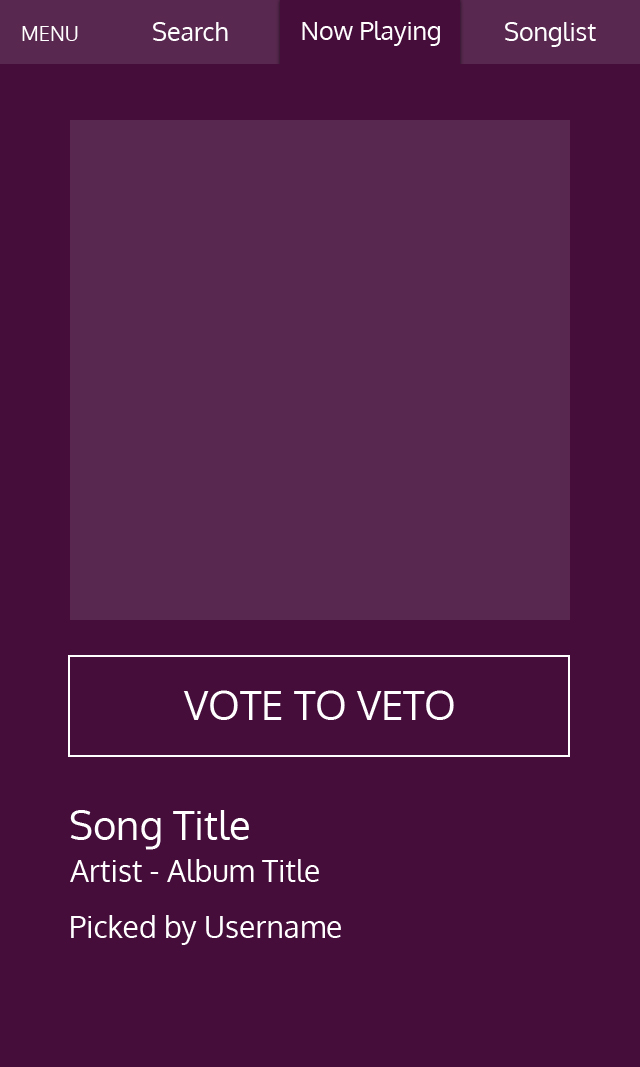 MENU Search Now Playing Songlist
VOTE TO VETO
Song Title
Artist - Album Title
Picked by Username